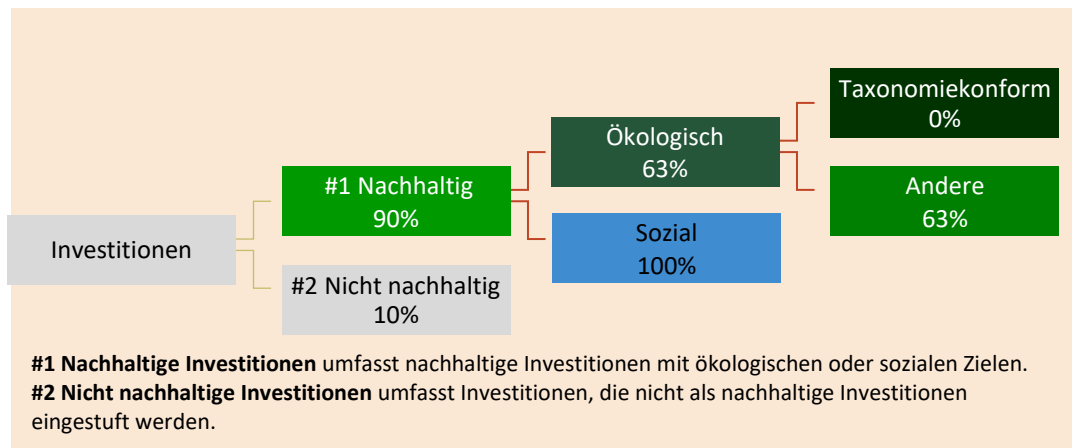 Taxonomiekonform
0%
Ökologisch
63%
#1 Nachhaltig
90%
Andere
63%
Sozial
100%
Investitionen
#2 Nicht nachhaltig
10%
#1 Nachhaltige Investitionen umfasst nachhaltige Investitionen mit ökologischen oder sozialen Zielen.
#2 Nicht nachhaltige Investitionen umfasst Investitionen, die nicht als nachhaltige Investitionen
eingestuft werden.